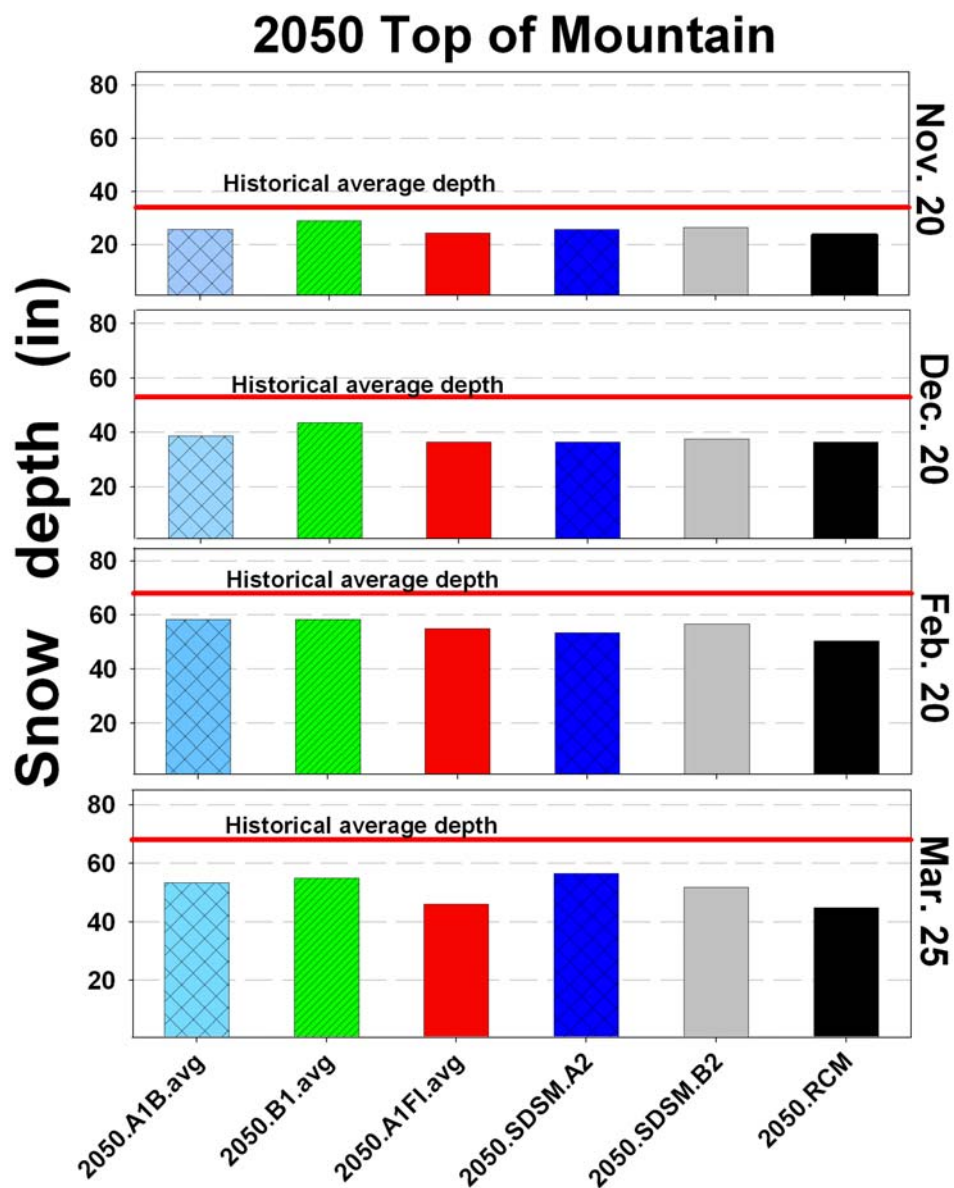 2050 Top of Mountain
Snow depth (in)
80
60
40
20
Historical average depth
Nov. 20
80
60
40
20
Historical average depth
Dec. 20
80
60
40
20
Historical average depth
Feb. 20
80
60
40
20
Historical average depth
Mar. 25
2050.A1B.avg
2050.B1.avg
2050.A1FI.avg
2050.SDSM.A2
2050.SDSM.B2
2050.RCM